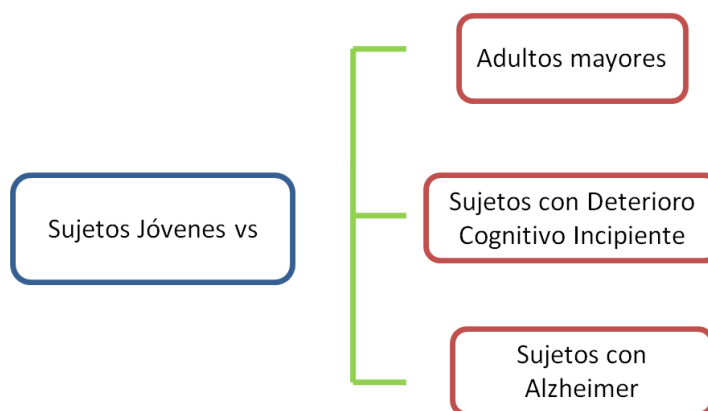 Adultos mayores
Sujetos Jóvenes vs
Sujetos con Deterioro
Cognitivo Incipiente
Sujetos con
Alzheimer